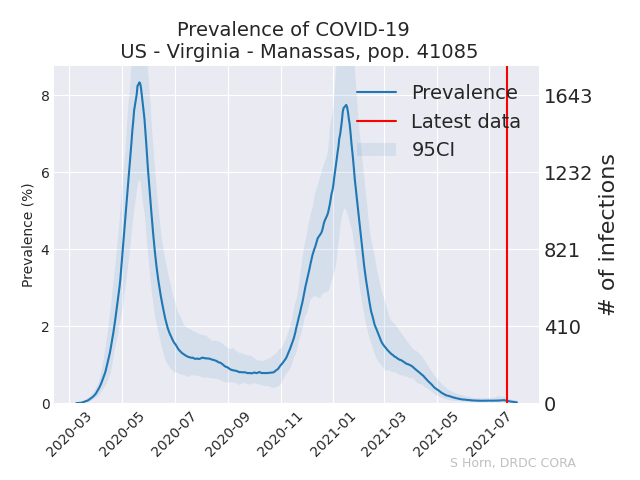 Prevalence of COVID-19
US - Virginia - Manassas, pop. 41085
Prevalence
Latest data
95CI
Prevalence (%)
8
6
4
2
0
1643
1232
821
410
0
# of infections
2020-03
2020-05
2020-07
2020-09
2020-11
2021-01
2021-03
2021-05
2021-07
S Horn, DRDC CORA